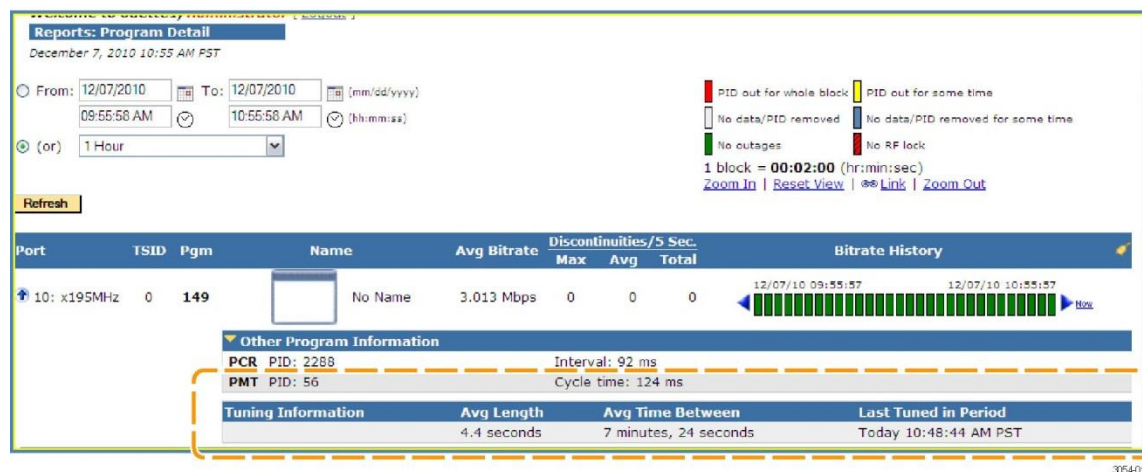 Welcome to
Administrator [ Logout ]
Reports: Program Detail
December 7, 2010 10:55 AM PST
From: 12/07/2010 To: 12/07/2010 (mm/dd/yyyy)
09:55:58 AM 10:55:58 AM (hh:mm:ss)
(or) 1 Hour
Refresh
PID out for whole block PID out for some time
No data/PID removed No data/PID removed for some time
No outages No RF lock
1 block = 00:02:00 (hr:min:sec)
Zoom In | Reset View | Link | Zoom Out
Port TSID Pgm Name Avg Bitrate Discontinuities/5 Sec. Bitrate History
Max Avg Total
12/07/10 09:55:57 12/07/10 10:55:57
10: x195MHz 0 149 No Name 3.013 Mbps 0 0 0 Now
Other Program Information
PCR PID: 2288 Interval: 92 ms
PMT PID: 56 Cycle time: 124 ms
Tuning Information Avg Length Avg Time Between Last Tuned in Period
4.4 seconds 7 minutes, 24 seconds Today 10:48:44 AM PST